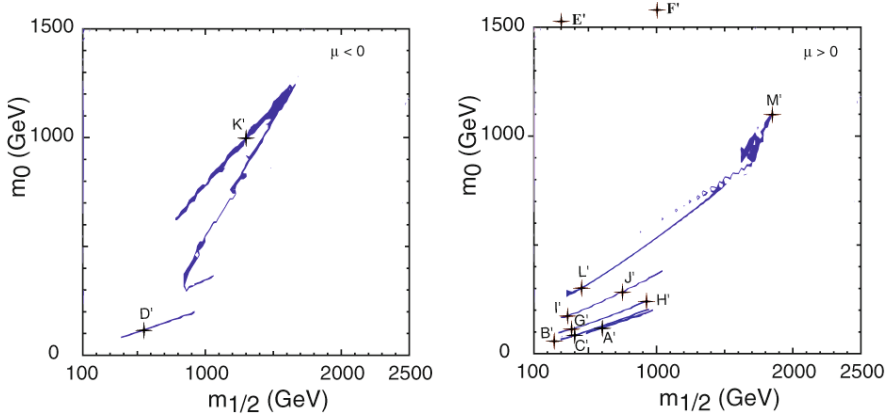 E'
F'
1500
μ < 0
K'
1000
m0 (GeV)
D'
0
100
1000
2000
2500
m1/2 (GeV)
1500
μ > 0
M'
1000
m0 (GeV)
L'
J'
I'
H'
G'
B'
C'
A'
0
100
1000
2000
2500
m1/2 (GeV)